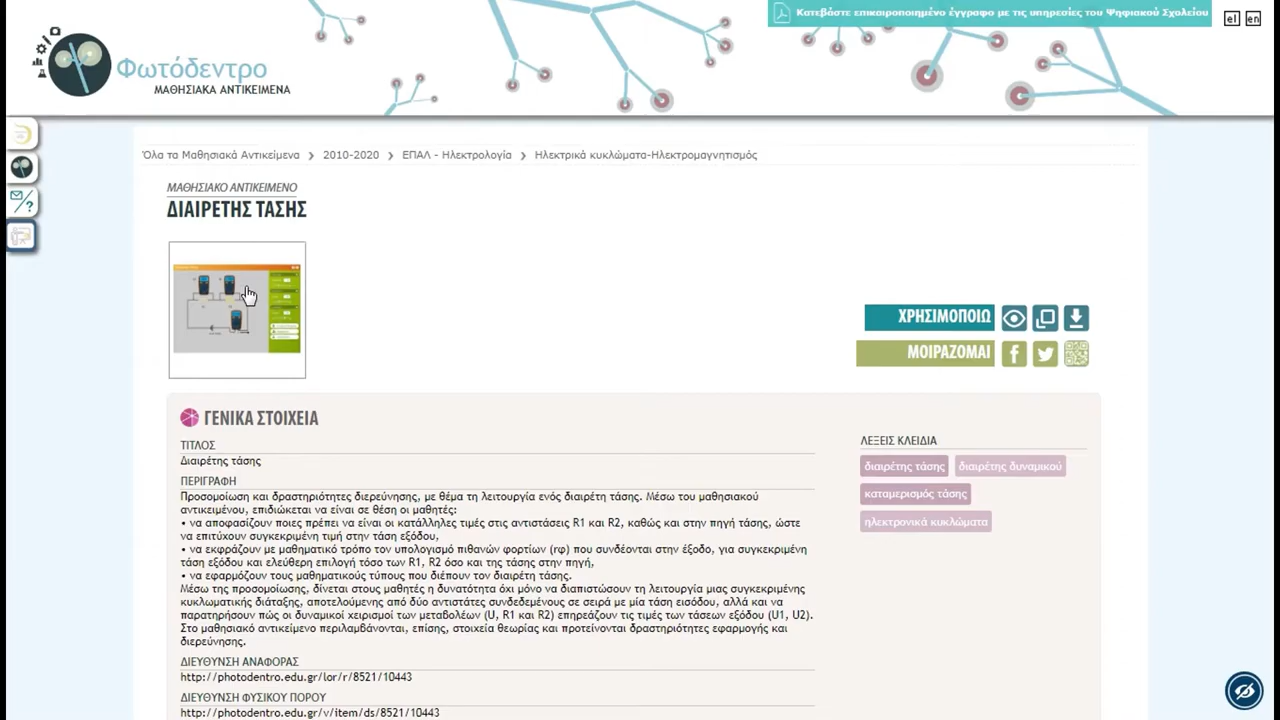 Κατεβάστε επικαιροποιημένο έγγραφο με τις υπηρεσίες του Ψηφιακού Σχολείου
el en
Φωτόδεντρο
ΜΑΘΗΣΙΑΚΑ ΑΝΤΙΚΕΙΜΕΝΑ
Όλα τα Μαθησιακά Αντικείμενα > 2010-2020 > ΕΠΑΛ - Ηλεκτρολογία > Ηλεκτρικά κυκλώματα-Ηλεκτρομαγνητισμός
ΜΑΘΗΣΙΑΚΟ ΑΝΤΙΚΕΙΜΕΝΟ
ΔΙΑΙΡΕΤΗΣ ΤΑΣΗΣ
ΧΡΗΣΙΜΟΠΟΙΩ
ΜΟΙΡΑΖΟΜΑΙ
ΓΕΝΙΚΑ ΣΤΟΙΧΕΙΑ
ΤΙΤΛΟΣ
Διαιρέτης τάσης
ΠΕΡΙΓΡΑΦΗ
Προσομοίωση και δραστηριότητες διερεύνησης, με θέμα τη λειτουργία ενός διαιρέτη τάσης. Μέσω του μαθησιακού
αντικειμένου, επιδιώκεται να είναι σε θέση οι μαθητές:
• να αποφασίζουν ποιες πρέπει να είναι οι κατάλληλες τιμές στις αντιστάσεις R1 και R2, καθώς και στην πηγή τάσης, ώστε
να επιτύχουν συγκεκριμένη τιμή στην τάση εξόδου,
• να εκφράζουν με μαθηματικό τρόπο τον υπολογισμό πιθανών φορτίων (rφ) που συνδέονται στην έξοδο, για συγκεκριμένη
τάση εξόδου και ελεύθερη επιλογή τόσο των R1, R2 όσο και της τάσης στην πηγή,
• να εφαρμόζουν τους μαθηματικούς τύπους που διέπουν τον διαιρέτη τάσης.
Μέσω της προσομοίωσης, δίνεται στους μαθητές η δυνατότητα όχι μόνο να διαπιστώσουν τη λειτουργία μιας συγκεκριμένης
κυκλωματικής διάταξης, αποτελούμενης από δύο αντιστάτες συνδεδεμένους σε σειρά με μία τάση εισόδου, αλλά και να
παρατηρήσουν πώς οι δυναμικοί χειρισμοί των μεταβολέων (U, R1 και R2) επηρεάζουν τις τιμές των τάσεων εξόδου (U1, U2).
Στο μαθησιακό αντικείμενο περιλαμβάνονται, επίσης, στοιχεία θεωρίας και προτείνονται δραστηριότητες εφαρμογής και
διερεύνησης.
ΔΙΕΥΘΥΝΣΗ ΑΝΑΦΟΡΑΣ
http://photodentro.edu.gr/lor/r/8521/10443
ΔΙΕΥΘΥΝΣΗ ΦΥΣΙΚΟΥ ΠΟΡΟΥ
http://photodentro.edu.gr/v/item/ds/8521/10443
ΛΕΞΕΙΣ ΚΛΕΙΔΙΑ
διαιρέτης τάσης διαιρέτης δυναμικού
καταμερισμός τάσης
ηλεκτρονικά κυκλώματα